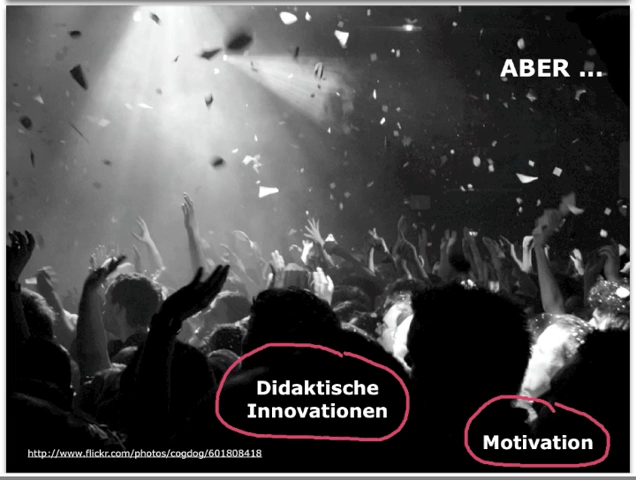 ABER ...
Didaktische
Innovationen
Motivation
http://www.flickr.com/photos/cogdog/601808418